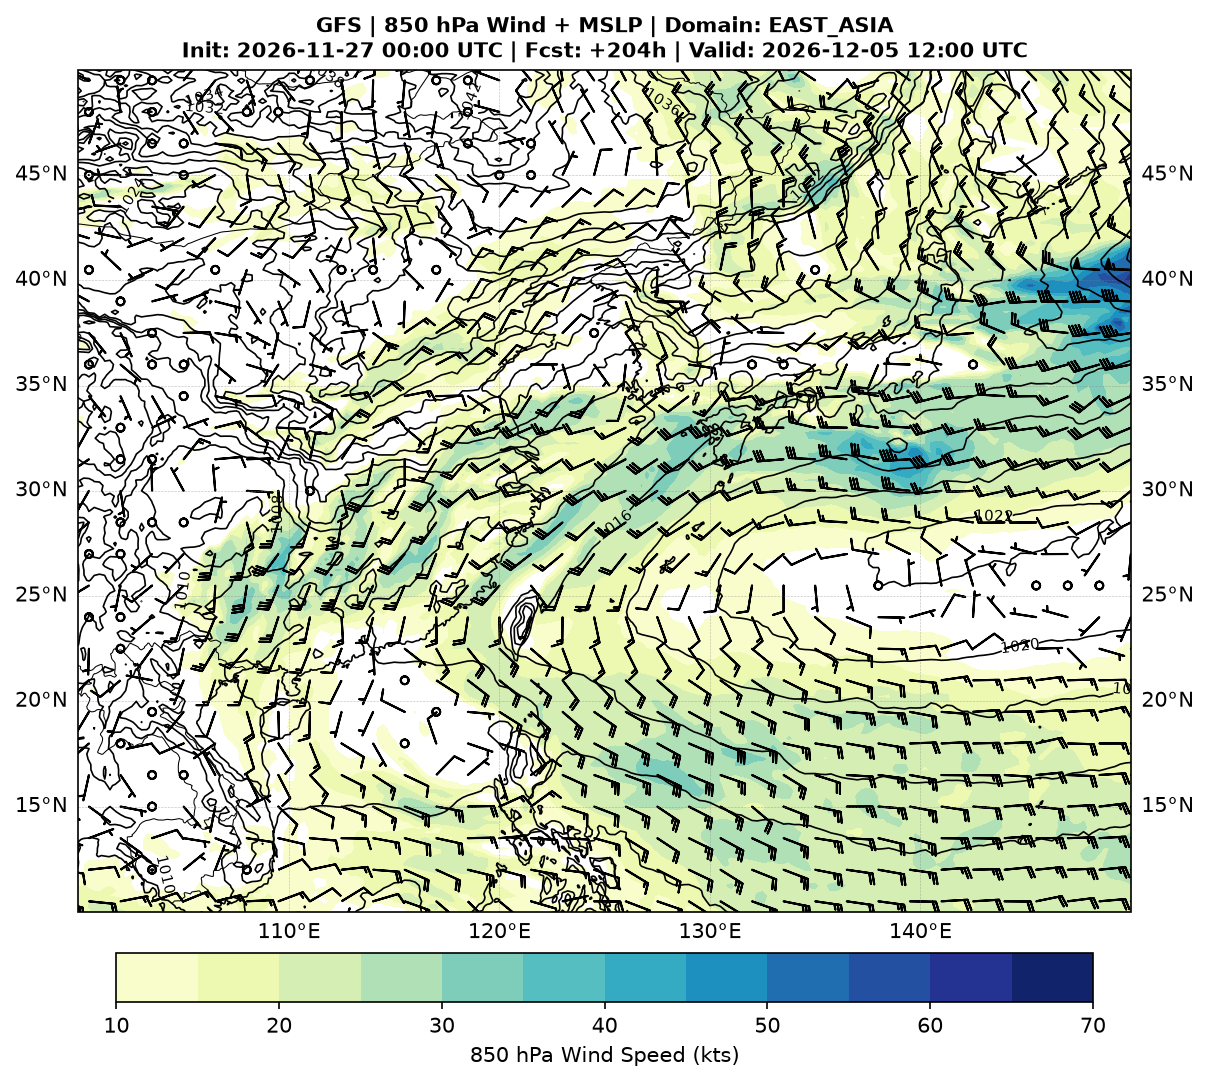 GFS | 850 hPa Wind + MSLP | Domain: EAST_ASIA
Init: 2026-11-27 00:00 UTC | Fcst: +204h | Valid: 2026-12-05 12:00 UTC
1036
1024
45°N 45°N
40°N 40°N
35°N 35°N
30°N 30°N
1008
1016
1022
1010
25°N 25°N
1020
20°N 20°N
15°N 15°N
1010
110°E 120°E 130°E 140°E
10 20 30 40 50 60 70
850 hPa Wind Speed (kts)